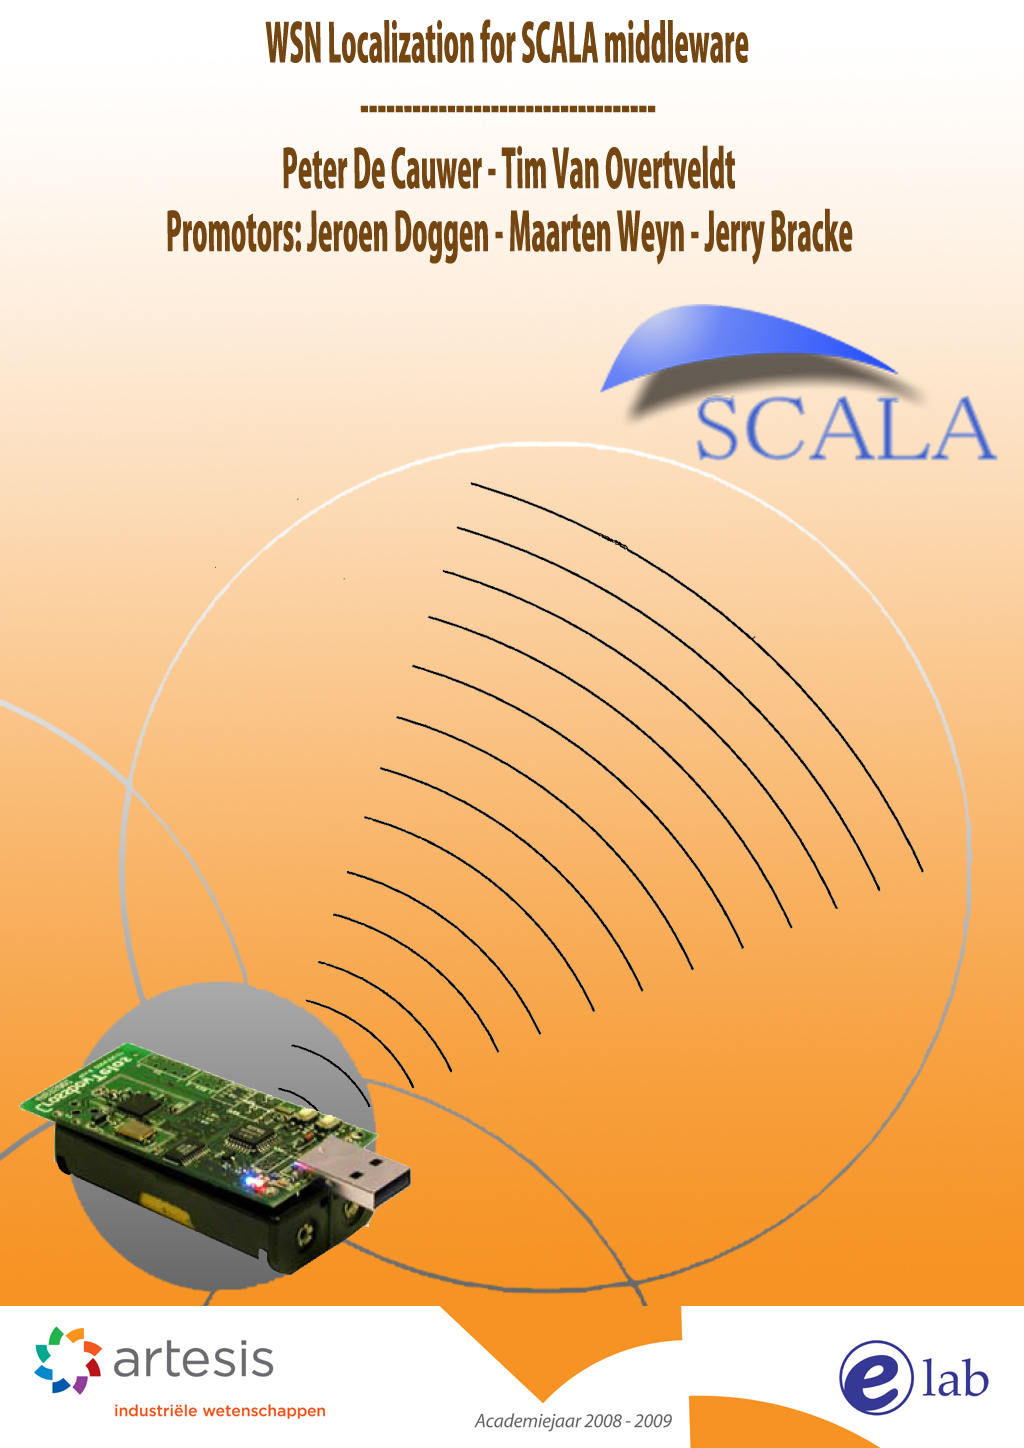 WSN Localization for SCALA middleware
----------------------------------
Peter De Cauwer - Tim Van Overtveldt
Promotors: Jeroen Doggen - Maarten Weyn - Jerry Bracke
SCALA
artesis
industriële wetenschappen
Academiejaar 2008 - 2009
e lab